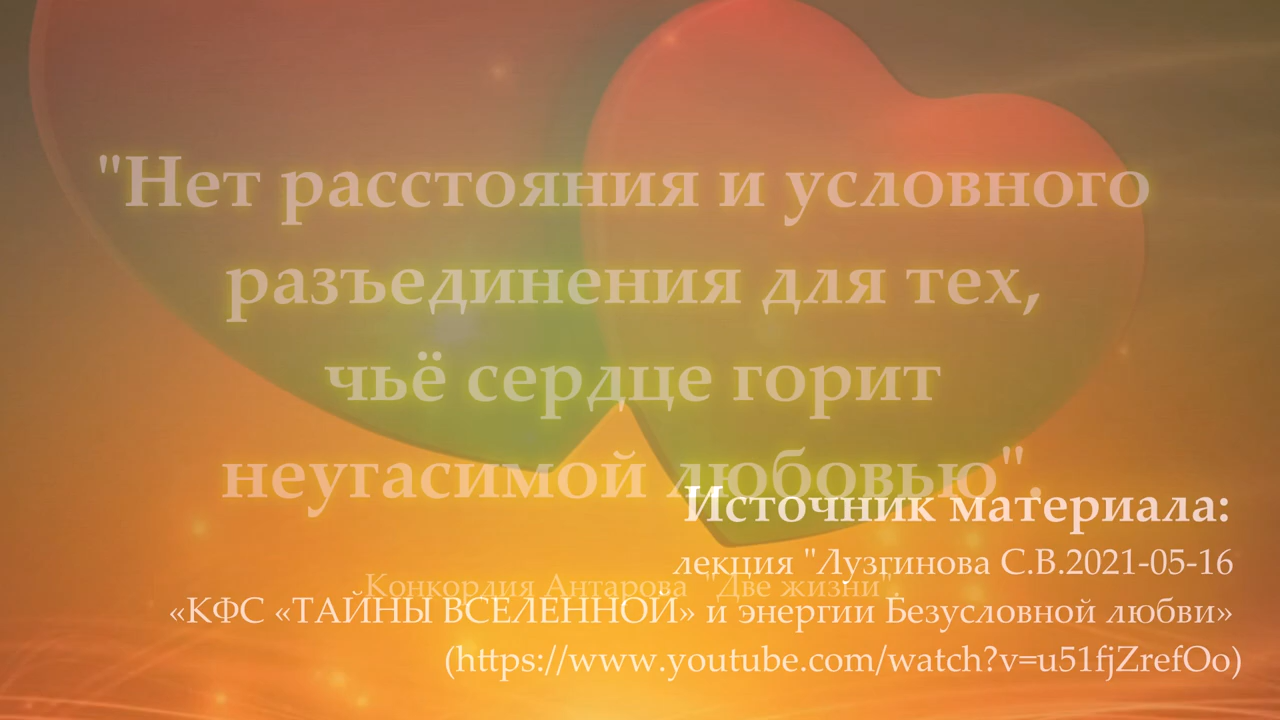 "Нет расстояния и условного
разъединения для тех,
чьё сердце горит
неугасимой любовью".
Источник материала:
лекция "Лузгинова С.В.2021-05-16
Конкордия Антарова "Две жизни".
«КФС «ТАЙНЫ ВСЕЛЕННОЙ» и энергии Безусловной любви»
(https://www.youtube.com/watch?v=u51fjZrefOo)